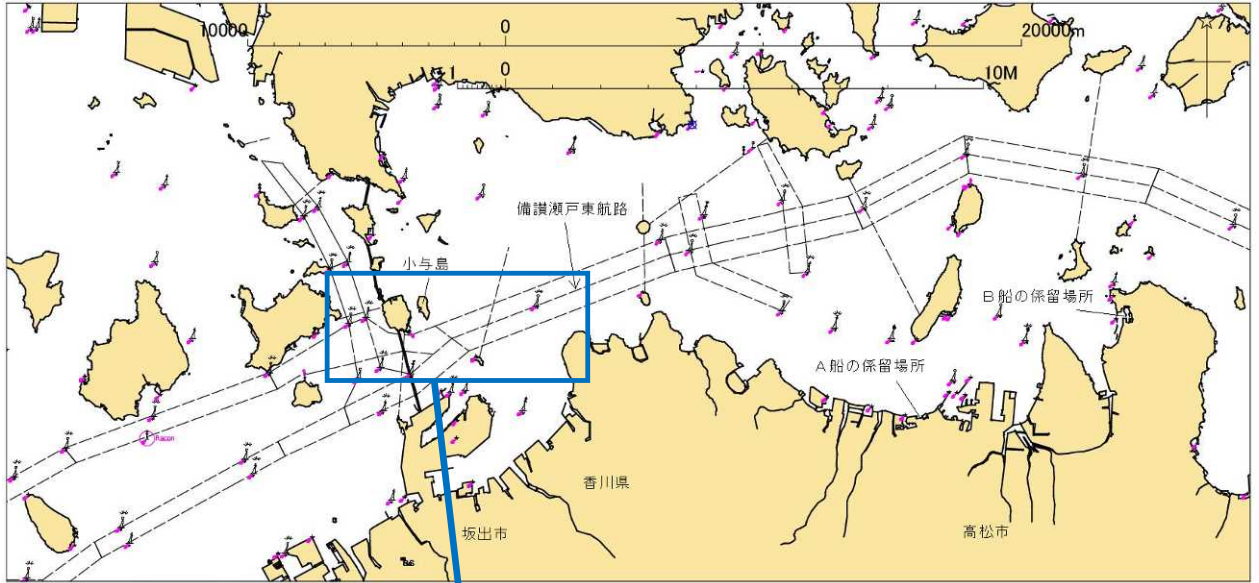 10000
0
20000m
1
0
10M
備讃瀬戸東航路
小与島
B船の係留場所
A船の係留場所
Racon
香川県
坂出市
高松市